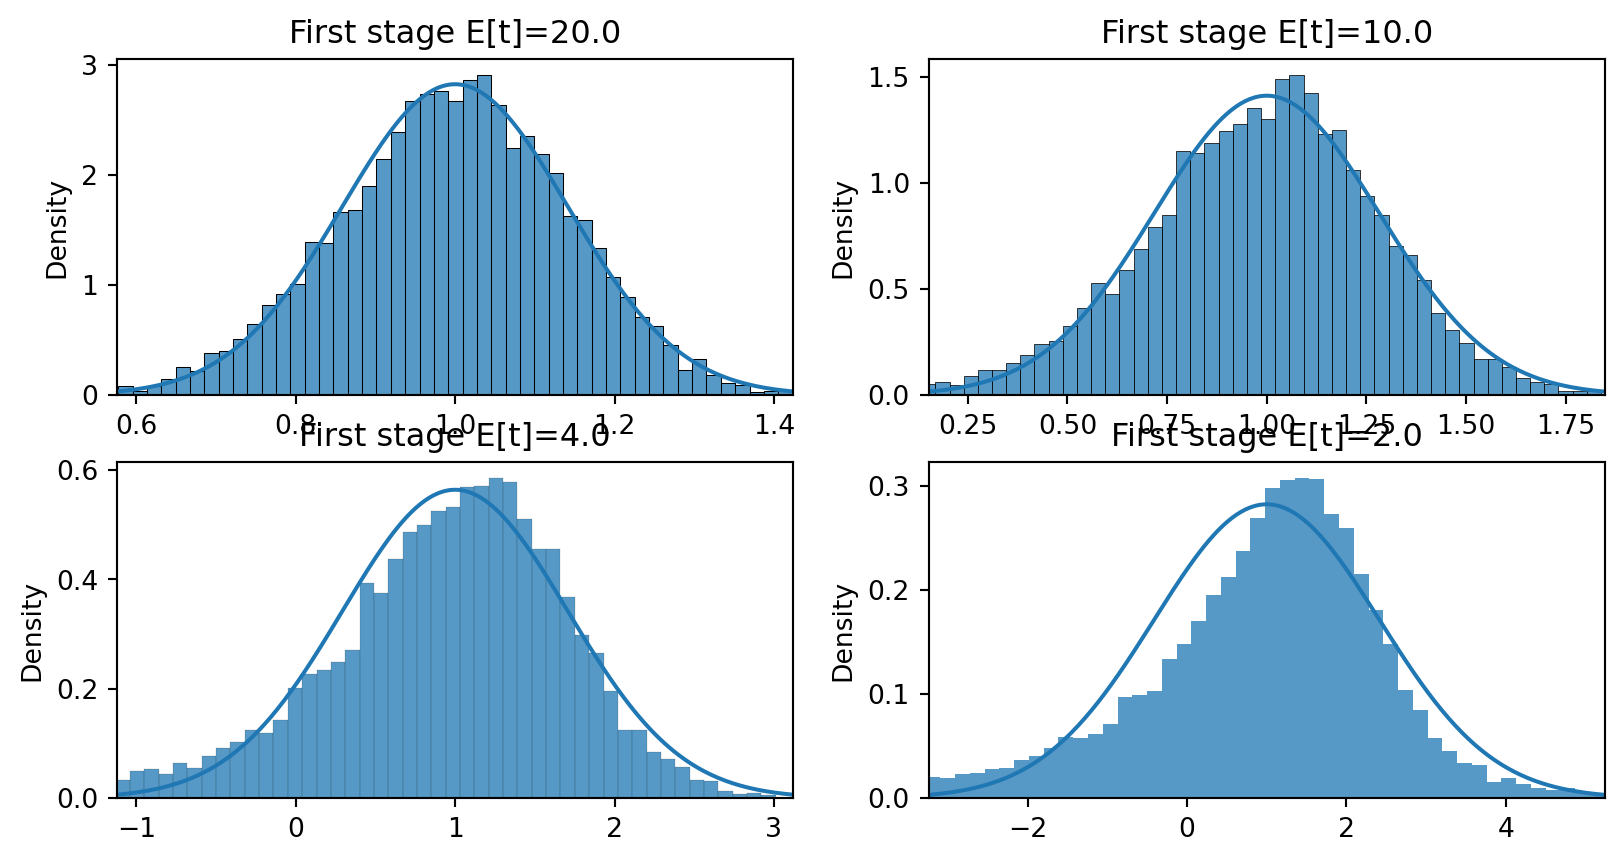 First stage E[t]=20.0
Density
3
2
1
0
0.6 0.8 1.0 1.2 1.4
First stage E[t]=10.0
Density
1.5
1.0
0.5
0.0
0.25 0.50 0.75 1.00 1.25 1.50 1.75
First stage E[t]=4.0
Density
0.6
0.4
0.2
0.0
−1 0 1 2 3
First stage E[t]=2.0
Density
0.3
0.2
0.1
0.0
−2 0 2 4